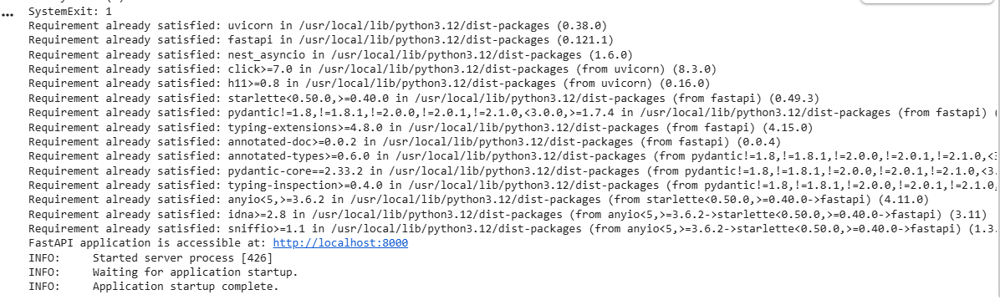 SystemExit: 1
Requirement already satisfied: uvicorn in /usr/local/lib/python3.12/dist-packages (0.38.0)
Requirement already satisfied: fastapi in /usr/local/lib/python3.12/dist-packages (0.121.1)
Requirement already satisfied: nest_asyncio in /usr/local/lib/python3.12/dist-packages (1.6.0)
Requirement already satisfied: click>=7.0 in /usr/local/lib/python3.12/dist-packages (from uvicorn) (8.3.0)
Requirement already satisfied: h11>=0.8 in /usr/local/lib/python3.12/dist-packages (from uvicorn) (0.16.0)
Requirement already satisfied: starlette<0.50.0,>=0.40.0 in /usr/local/lib/python3.12/dist-packages (from fastapi) (0.49.3)
Requirement already satisfied: pydantic!=1.8,!=1.8.1,!=2.0.0,!=2.0.1,!=2.1.0,<3.0.0,>=1.7.4 in /usr/local/lib/python3.12/dist-packages (from fastapi) (
Requirement already satisfied: typing-extensions>=4.8.0 in /usr/local/lib/python3.12/dist-packages (from fastapi) (4.15.0)
Requirement already satisfied: annotated-doc>=0.0.2 in /usr/local/lib/python3.12/dist-packages (from fastapi) (0.0.4)
Requirement already satisfied: annotated-types>=0.6.0 in /usr/local/lib/python3.12/dist-packages (from pydantic!=1.8,!=1.8.1,!=2.0.0,!=2.0.1,!=2.1.0,<3
Requirement already satisfied: pydantic-core==2.33.2 in /usr/local/lib/python3.12/dist-packages (from pydantic!=1.8,!=1.8.1,!=2.0.0,!=2.0.1,!=2.1.0,<3.
Requirement already satisfied: typing-inspection>=0.4.0 in /usr/local/lib/python3.12/dist-packages (from pydantic!=1.8,!=1.8.1,!=2.0.0,!=2.0.1,!=2.1.0,
Requirement already satisfied: anyio<5,>=3.6.2 in /usr/local/lib/python3.12/dist-packages (from starlette<0.50.0,>=0.40.0->fastapi) (4.11.0)
Requirement already satisfied: idna>=2.8 in /usr/local/lib/python3.12/dist-packages (from anyio<5,>=3.6.2->starlette<0.50.0,>=0.40.0->fastapi) (3.11)
Requirement already satisfied: sniffio>=1.1 in /usr/local/lib/python3.12/dist-packages (from anyio<5,>=3.6.2->starlette<0.50.0,>=0.40.0->fastapi) (1.3.
FastAPI application is accessible at: http://localhost:8000
INFO:     Started server process [426]
INFO:     Waiting for application startup.
INFO:     Application startup complete.